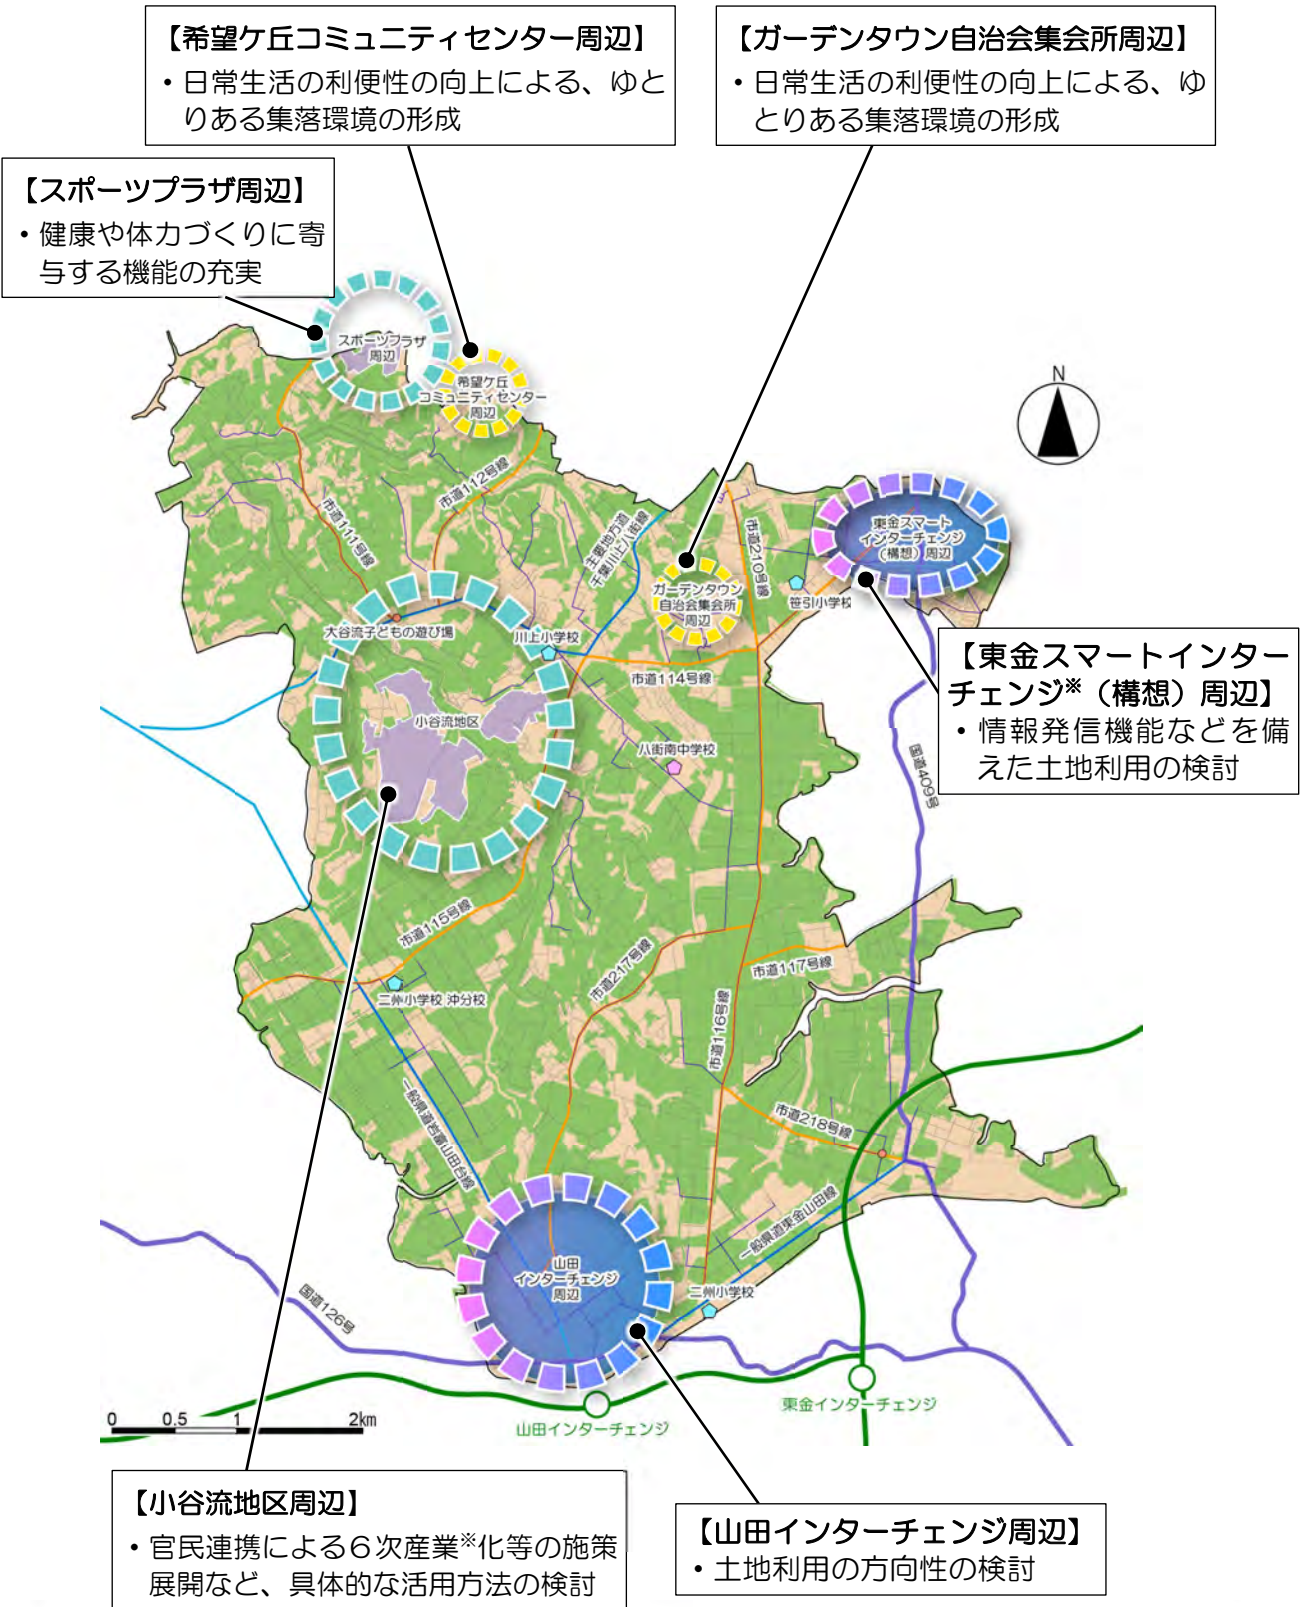 【希望ケ丘コミュニティセンター周辺】
・日常生活の利便性の向上による、ゆと
りある集落環境の形成
【ガーデンタウン自治会集会所周辺】
・日常生活の利便性の向上による、ゆ
とりある集落環境の形成
【スポーツプラザ周辺】
・健康や体力づくりに寄
与する機能の充実
スポーツプラザ
周辺
希望ケ丘
コミュニティセンター
周辺
N
市道112号線
市道111号線
主要地方道
千葉川上八街線
市道210号線
東金スマート
インターチェンジ
(構想)周辺
ガーデンタウン
自治会集会所
周辺
笹引小学校
大谷流子どもの遊び場
川上小学校
市道114号線
【東金スマートインター
チェンジ※(構想)周辺】
・情報発信機能などを備
えた土地利用の検討
小谷流地区
八街南中学校
国道409号
市道115号線
市道217号線
市道117号線
二州小学校 沖分校
市道116号線
一般県道岩富山田台線
市道218号線
一般県道東金山田線
山田
インターチェンジ
周辺
二州小学校
国道126号
東金インターチェンジ
0 0.5 1 2km
山田インターチェンジ
【小谷流地区周辺】
・官民連携による6次産業※化等の施策
展開など、具体的な活用方法の検討
【山田インターチェンジ周辺】
・土地利用の方向性の検討